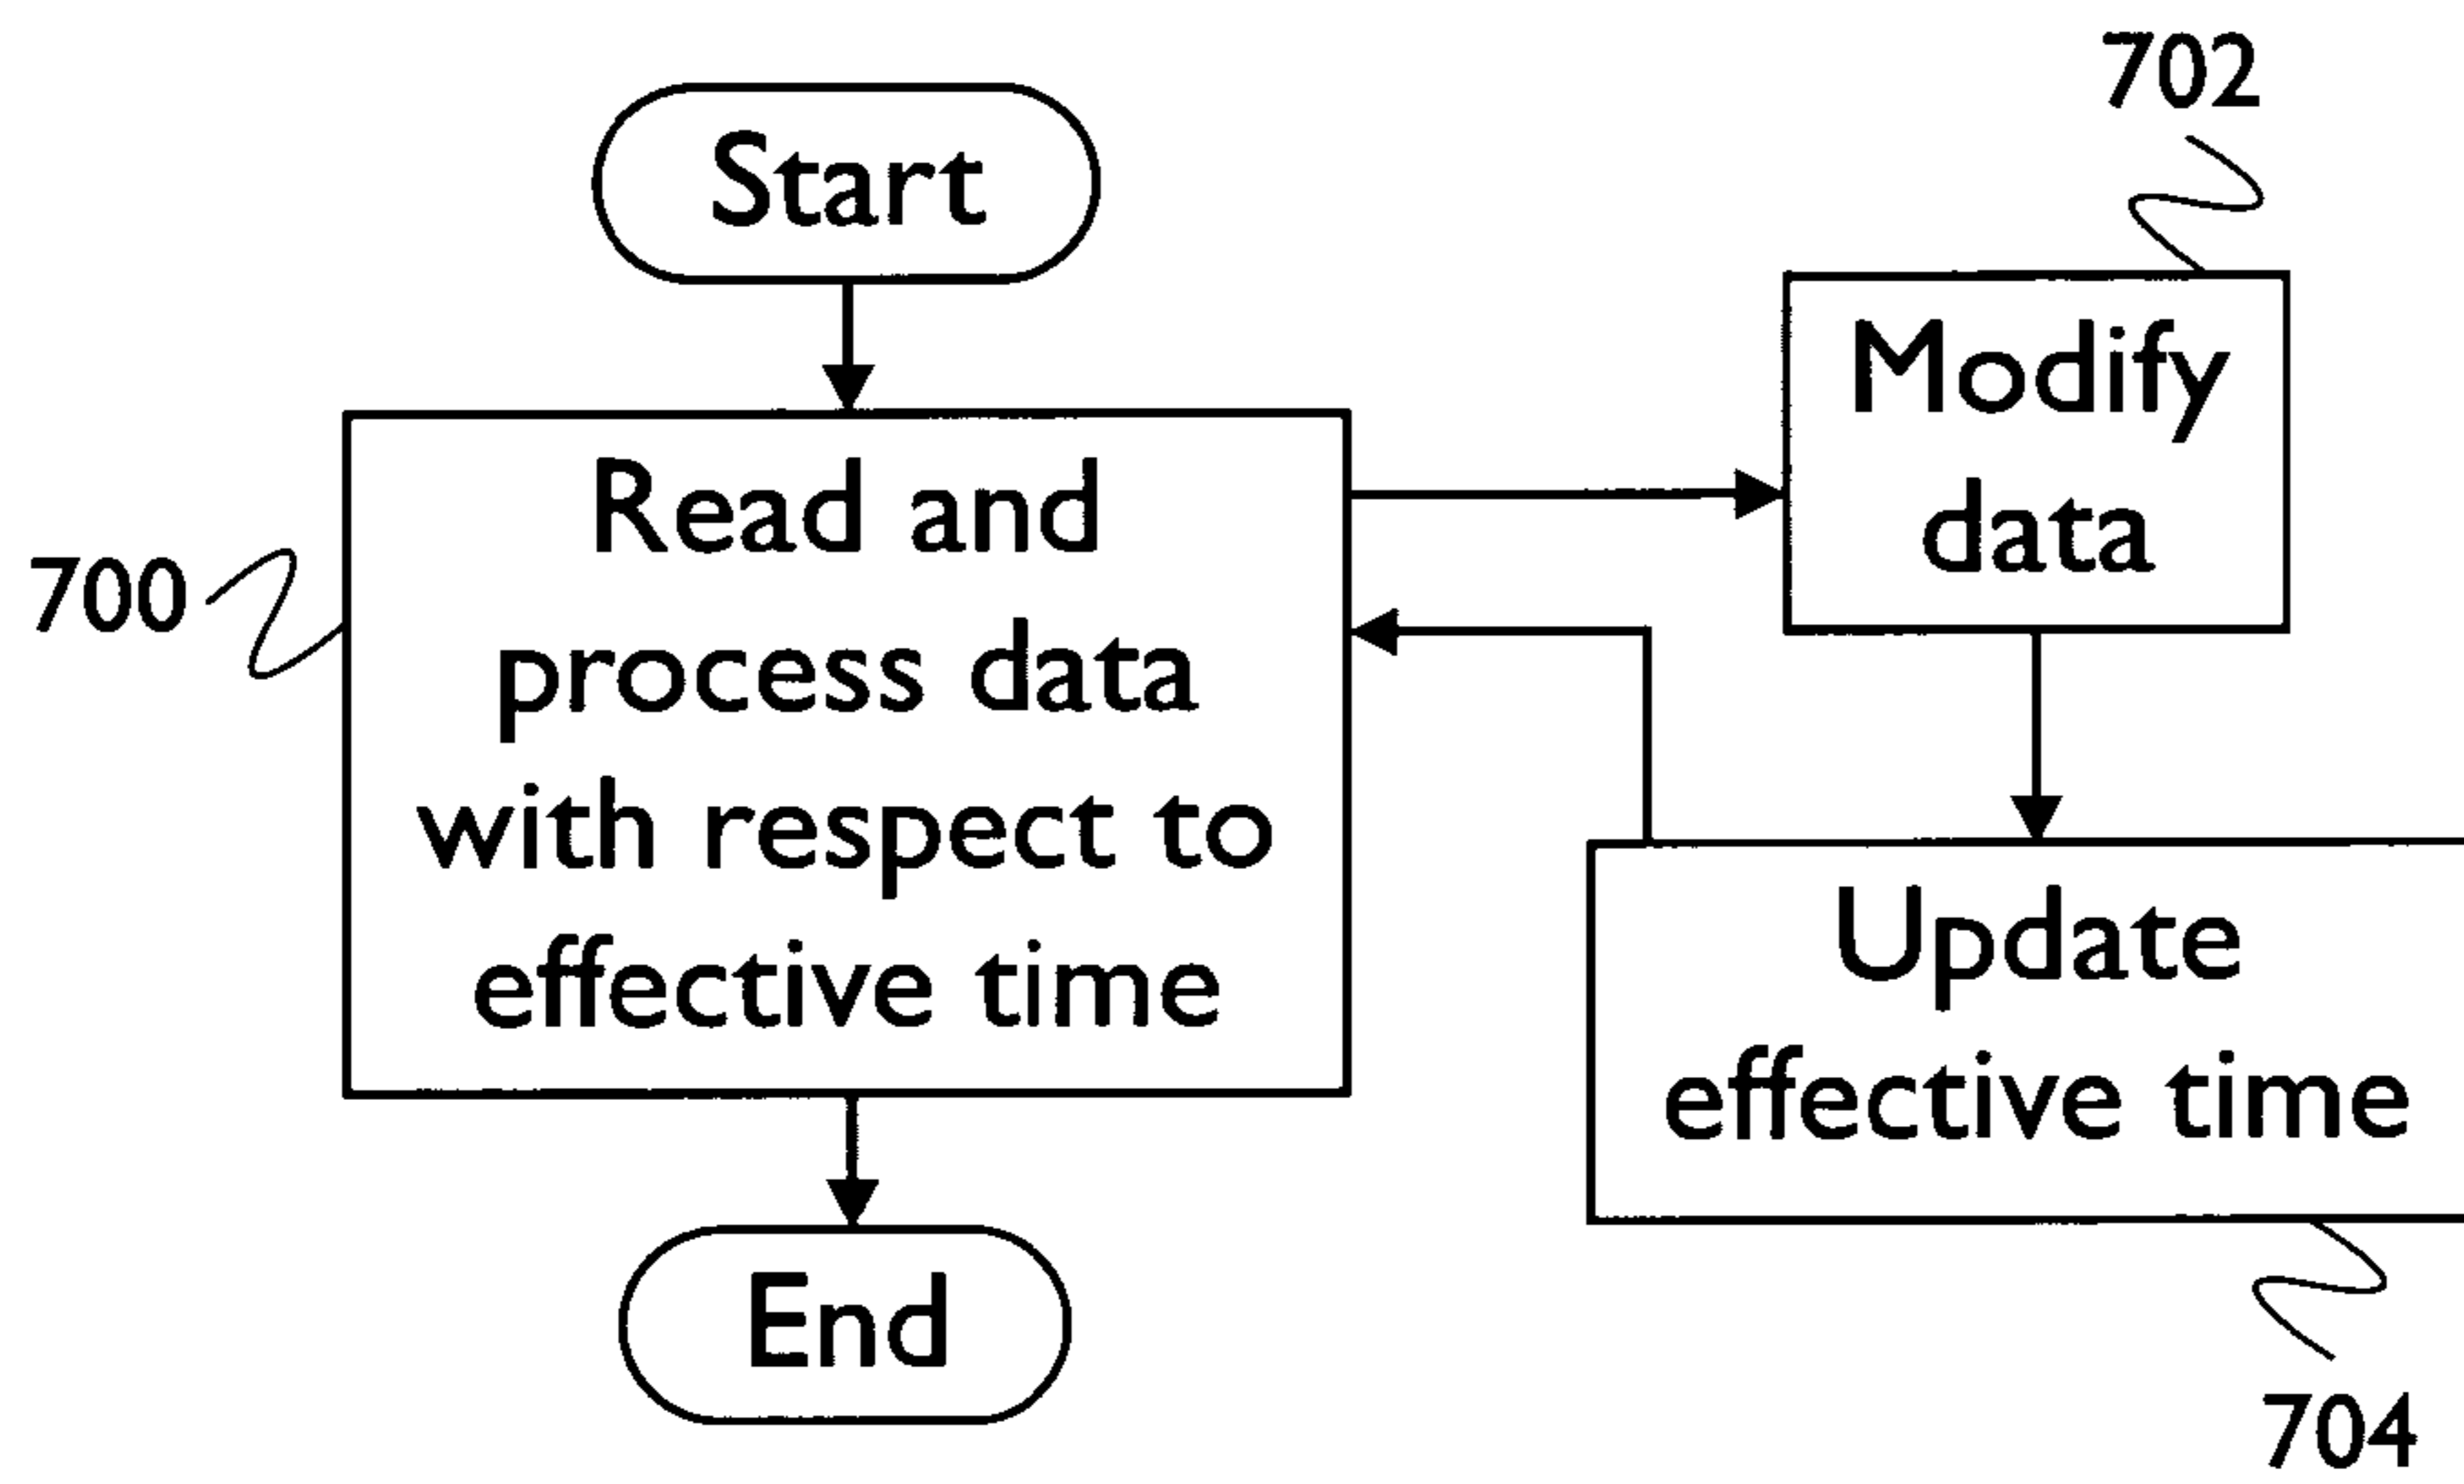 702
Start
Modify
data
700
Read and
process data
with respect to
effective time
Update
effective time
End
704